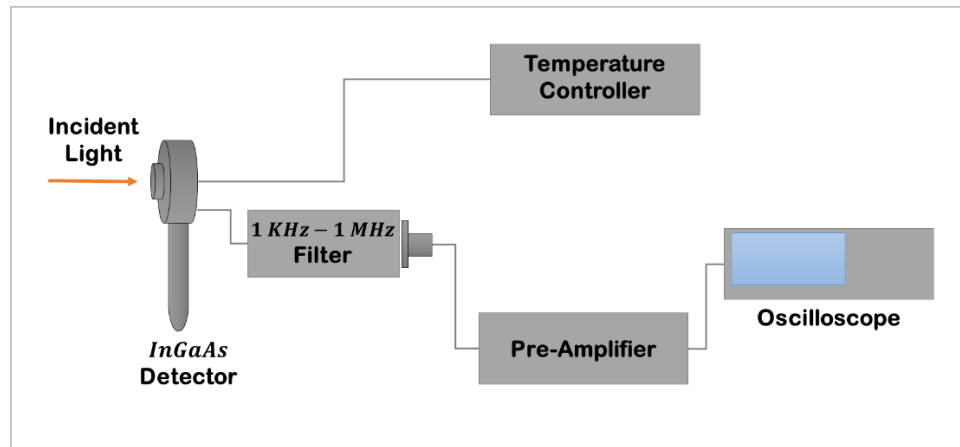 Temperature
Controller
Incident
Light
1 KHz – 1 MHz
Filter
InGaAs
Detector
Pre-Amplifier
Oscilloscope